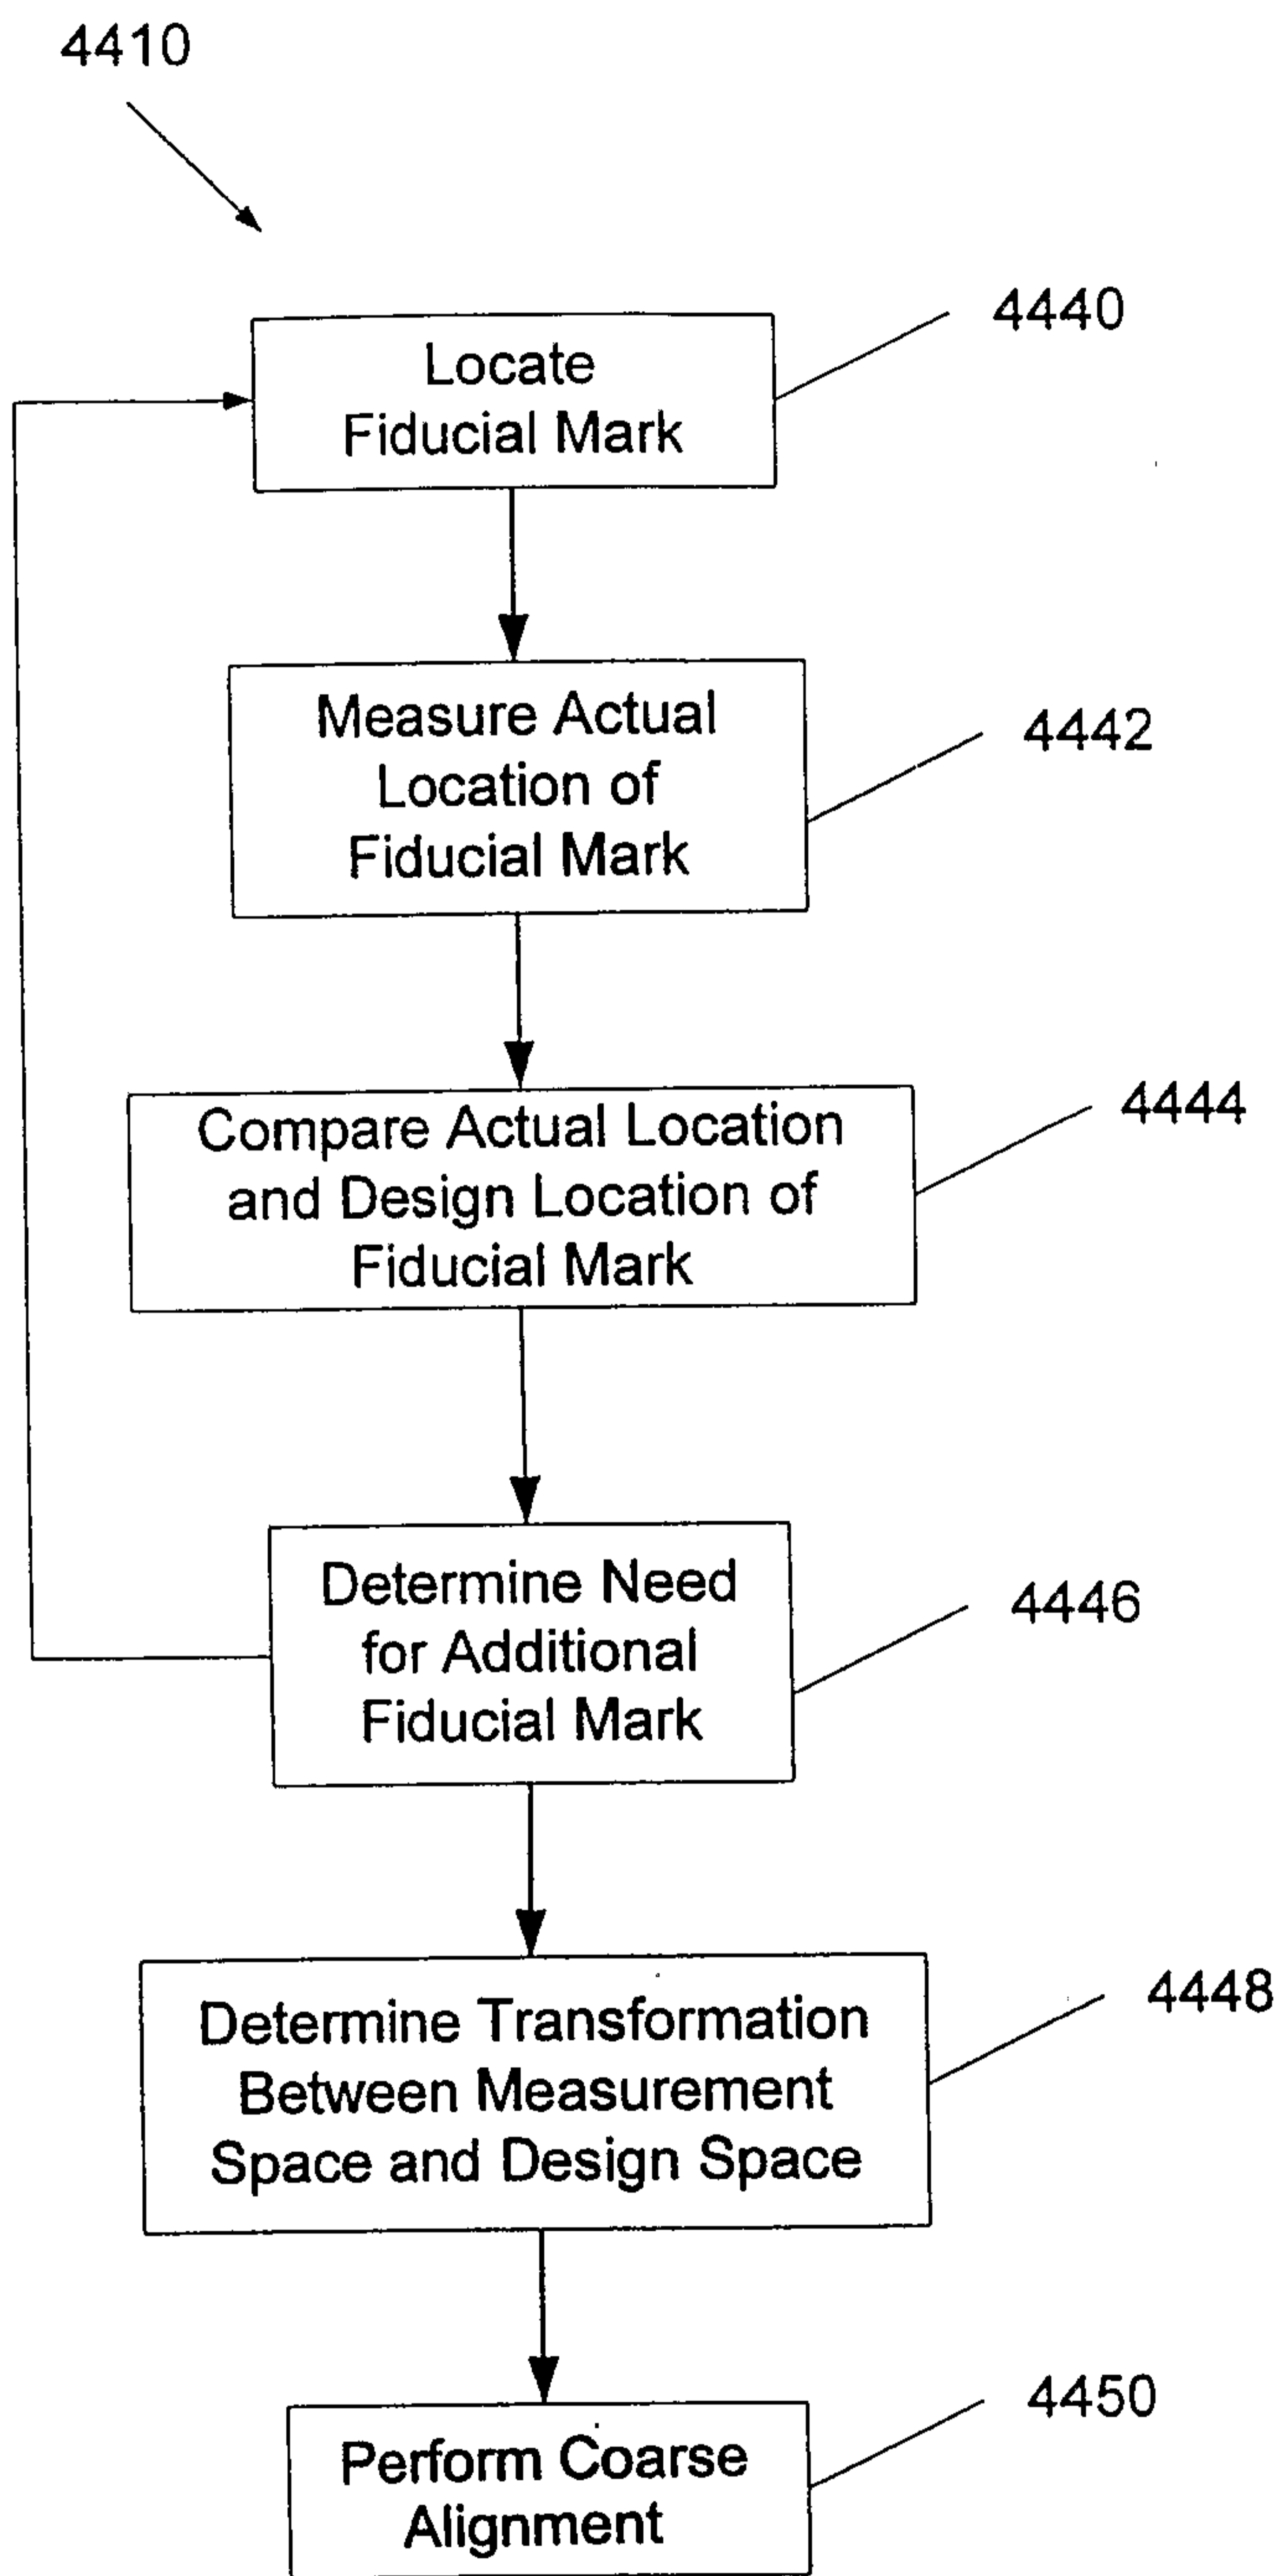 4410
4440
Locate
Fiducial Mark
4442
Measure Actual
Location of
Fiducial Mark
4444
Compare Actual Location
and Design Location of
Fiducial Mark
4446
Determine Need
for Additional
Fiducial Mark
4448
Determine Transformation
Between Measurement
Space and Design Space
4450
Perform Coarse
Alignment